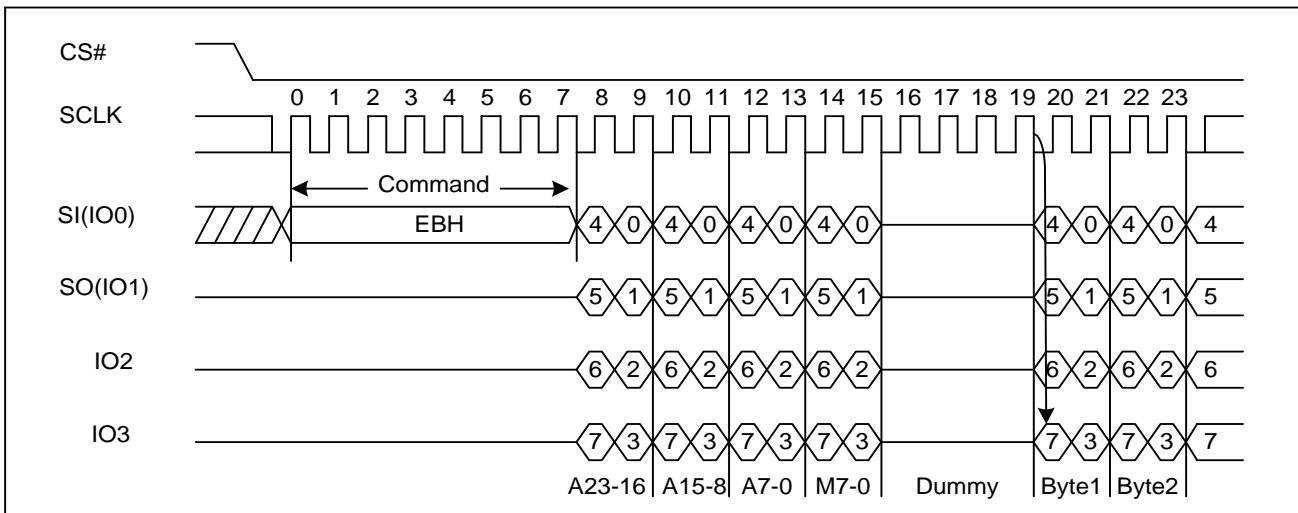 CS#
0 1 2 3 4 5 6 7 8 9 10 11 12 13 14 15 16 17 18 19 20 21 22 23
SCLK
Command
SI(IO0) EBH 4 0 4 0 4 0 4 0 4 0 4 0 4
SO(IO1) 5 1 5 1 5 1 5 1 5 1 5 1 5
IO2 6 2 6 2 6 2 6 2 6 2 6 2 6
IO3 7 3 7 3 7 3 7 3 7 3 7 3 7
A23-16 A15-8 A7-0 M7-0 Dummy Byte1 Byte2